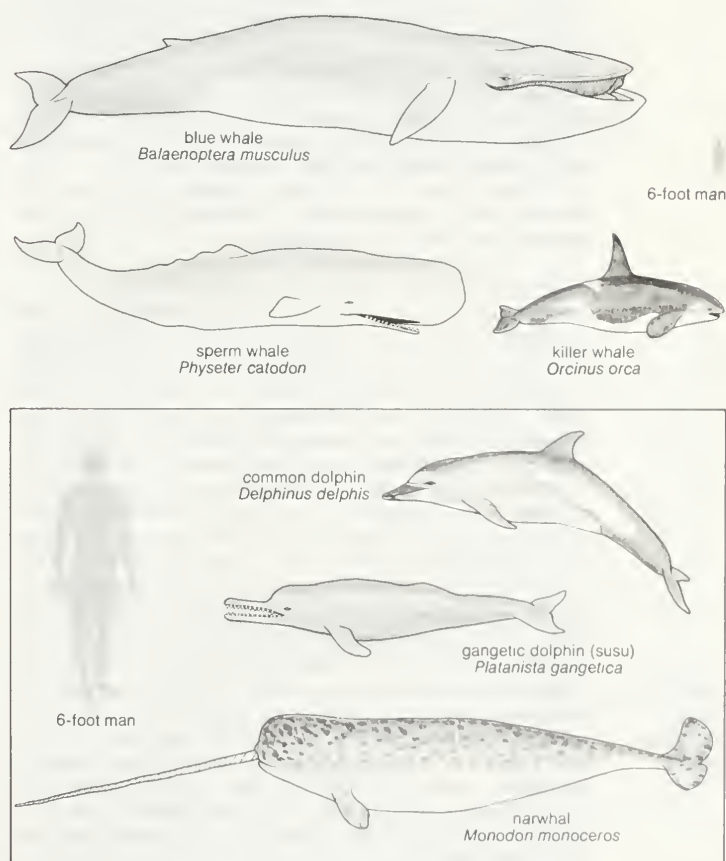 blue whale
Balaenoptera musculus
6-foot man
sperm whale
Physeter catodon
killer whale
Orcinus orca
common dolphin
Delphinus delphis
gangetic dolphin (susu)
Platanista gangetica
6-foot man
narwhal
Monodon monoceros